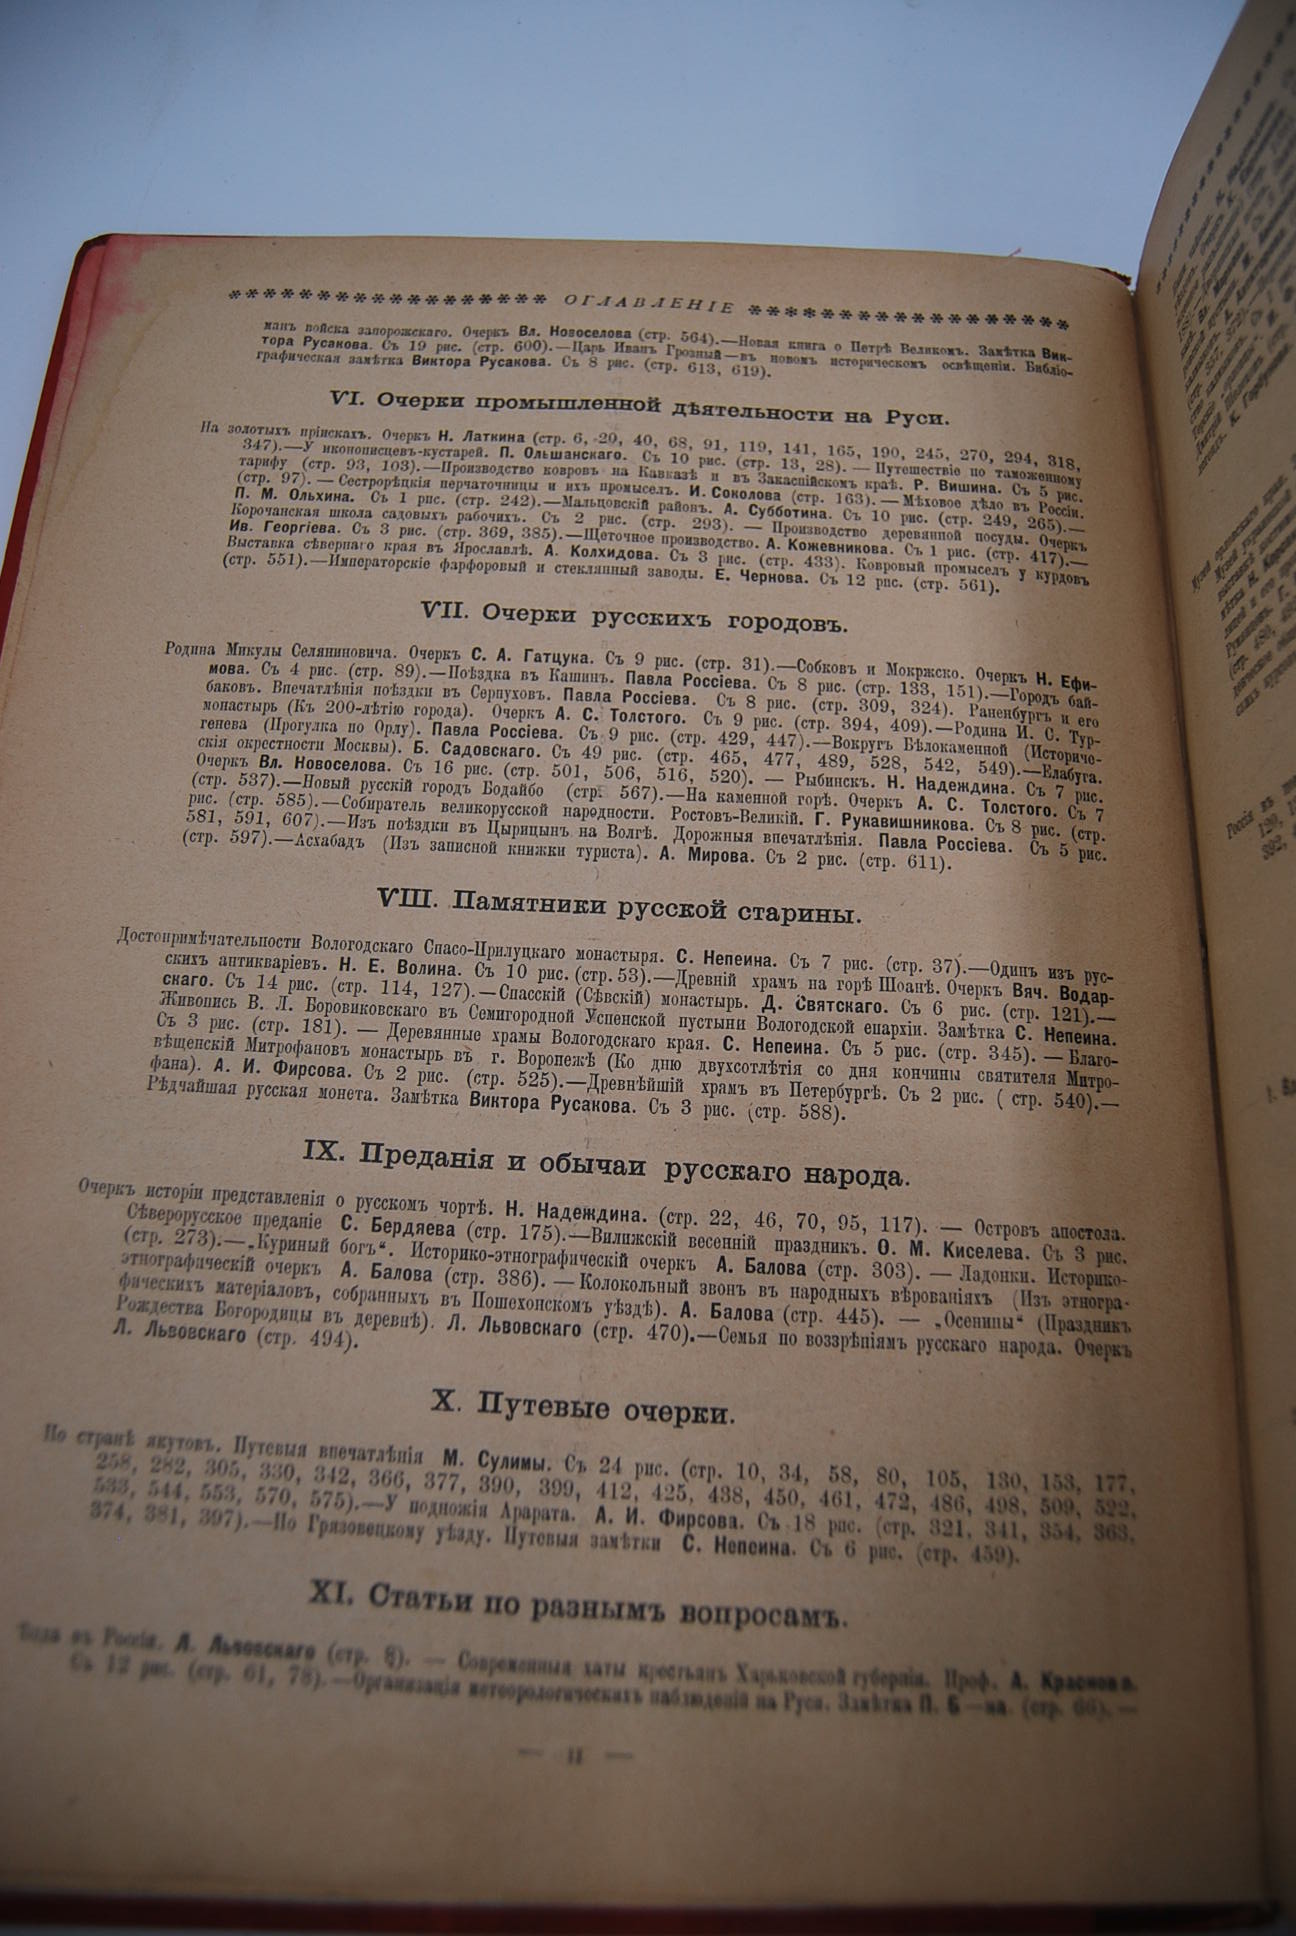 ОГЛАВЛЕНІЕ
манъ войска запорожскаго. Очеркъ Вл. Новоселова (стр. 564).—Новая книга о Петрѣ Великомъ. Замѣтка Вик-
тора Русакова. Съ 19 рис. (стр. 600).—Царь Иванъ Грозный—въ новомъ историческомъ освѣщеніи. Библіо-
графическая замѣтка Виктора Русакова. Съ 8 рис. (стр. 613, 619).
VI. Очерки промышленной дѣятельности на Руси.
На золотыхъ пріискахъ. Очеркъ Н. Латкина (стр. 6, 20, 40, 68, 91, 119, 141, 165, 190, 245, 270, 294, 318,
347).—У иконописцев-кустарей. П. Ольшанскаго. Съ 10 рис. (стр. 13, 28). — Путешествіе по таможенному
тарифу (стр. 93, 103).—Производство ковровъ на Кавказѣ и въ Закаспійскомъ краѣ. Р. Вишина. Съ 5 рис.
(стр. 97). — Сестрорѣцкія перчаточницы и ихъ промыселъ. И. Соколова (стр. 163).— Мѣховое дѣло въ Россіи.
П. М. Ольхина. Съ 1 рис. (стр. 242).—Мальцовскій районъ. А. Субботина. Съ 10 рис. (стр. 249, 265).—
Корочанская школа садовыхъ рабочихъ. Съ 2 рис. (стр. 293). — Производство деревянной посуды. Очеркъ
Ив. Георгіева. Съ 3 рис. (стр. 369, 385).—Щеточное производство. А. Кожевникова. Съ 1 рис. (стр. 417).—
Выставка сѣвернаго края въ Ярославлѣ. А. Колхидова. Съ 3 рис. (стр. 433). Ковровый промыселъ у курдовъ
(стр. 551).—Императорскіе фарфоровый и стеклянный заводы. Е. Чернова. Съ 12 рис. (стр. 561).
VII. Очерки русскихъ городовъ.
Родина Микулы Селяниновича. Очеркъ С. А. Гатцука. Съ 9 рис. (стр. 31).—Собковъ и Мокржско. Очеркъ Н. Ефи-
мова. Съ 4 рис. (стр. 89).—Поѣздка въ Кашинъ. Павла Россіева. Съ 8 рис. (стр. 133, 151).—Городъ бай-
баковъ. Впечатлѣнія поѣздки въ Серпуховъ. Павла Россіева. Съ 8 рис. (стр. 309, 324). Раненбургъ и его
монастырь (Къ 200-лѣтію города). Очеркъ А. С. Толстого. Съ 9 рис. (стр. 394, 409).—Родина И. С. Тур-
генева (Прогулка по Орлу). Павла Россіева. Съ 9 рис. (стр. 429, 447).—Вокругъ Бѣлокаменной (Историче-
скія окрестности Москвы). Б. Садовскаго. Съ 49 рис. (стр. 465, 477, 489, 528, 542, 549).—Елабуга.
Очеркъ Вл. Новоселова. Съ 16 рис. (стр. 501, 506, 516, 520). — Рыбинскъ. Н. Надеждина. Съ 7 рис.
(стр. 537).—Новый русскій городъ Бодайбо (стр. 567).—На каменной горѣ. Очеркъ А. С. Толстого. Съ 7
рис. (стр. 585).—Собиратель великорусской народности. Ростовъ-Великій. Г. Рукавишникова. Съ 8 рис. (стр.
581, 591, 607).—Изъ поѣздки въ Цырицынъ на Волгѣ. Дорожныя впечатлѣнія. Павла Россіева. Съ 5 рис.
(стр. 597).—Асхабадъ (Изъ записной книжки туриста). А. Мирова. Съ 2 рис. (стр. 611).
VIII. Памятники русской старины.
Достопримѣчательности Вологодскаго Спасо-Прилуцкаго монастыря. С. Непеина. Съ 7 рис. (стр. 37).—Одинъ изъ рус-
скихъ антикваріевъ. Н. Е. Волина. Съ 10 рис. (стр. 53).—Древній храмъ на горѣ Шоанѣ. Очеркъ Вяч. Водар-
скаго. Съ 14 рис. (стр. 114, 127).—Спасскій (Сѣвскій) монастырь. Д. Святскаго. Съ 6 рис. (стр. 121).—
Живопись В. Л. Боровиковскаго въ Семигородной Успенской пустыни Вологодской епархіи. Замѣтка С. Непеина.
Съ 3 рис. (стр. 181). — Деревянные храмы Вологодскаго края. С. Непеина. Съ 5 рис. (стр. 345). — Благо-
вѣщенскій Митрофановъ монастырь въ г. Воронежѣ (Ко дню двухсотлѣтія со дня кончины святителя Митро-
фана). А. И. Фирсова. Съ 2 рис. (стр. 525).—Древнѣйшій храмъ въ Петербургѣ. Съ 2 рис. ( стр. 540).—
Рѣдчайшая русская монета. Замѣтка Виктора Русакова. Съ 3 рис. (стр. 588).
IX. Преданія и обычаи русскаго народа.
Очеркъ исторіи представленія о русскомъ чортѣ. Н. Надеждина. (стр. 22, 46, 70, 95, 117). — Островъ апостола.
Сѣверорусское преданіе С. Бердяева (стр. 175).—Вилижскій весенній праздникъ. О. М. Киселева. Съ 3 рис.
(стр. 273).—„Куриный богъ“. Историко-этнографическій очеркъ А. Балова (стр. 303). — Ладонки. Историко-
этнографическій очеркъ А. Балова (стр. 386). — Колокольный звонъ въ народныхъ вѣрованіяхъ (Изъ этногра-
фическихъ матеріаловъ, собранныхъ въ Пошехонскомъ уѣздѣ). А. Балова (стр. 445). — „Осенины“ (Праздникъ
Рождества Богородицы въ деревнѣ). Л. Львовскаго (стр. 470).—Семья по воззрѣніямъ русскаго народа. Очеркъ
Л. Львовскаго (стр. 494).
X. Путевые очерки.
По странѣ якутовъ. Путевыя впечатлѣнія М. Сулимы. Съ 24 рис. (стр. 10, 34, 58, 80, 105, 130, 153, 177,
258, 282, 305, 330, 342, 366, 377, 390, 399, 412, 425, 438, 450, 461, 472, 486, 498, 509, 522,
533, 544, 553, 570, 575).—У подножія Арарата. А. И. Фирсова. Съ 18 рис. (стр. 321, 341, 354, 363,
374, 381, 397).—По Грязовецкому уѣзду. Путевыя замѣтки С. Непеина. Съ 6 рис. (стр. 459).
XI. Статьи по разнымъ вопросамъ.
въ Россіи. Л. Львовскаго (стр. 8). — Современныя хаты крестьянъ Харьковской губерніи. Проф. А. Краснова.
Съ 12 рис. (стр. 61, 78).—Организація метеорологическихъ наблюденій на Руси. Замѣтка П. Б—на. (стр. 66).—
— II —